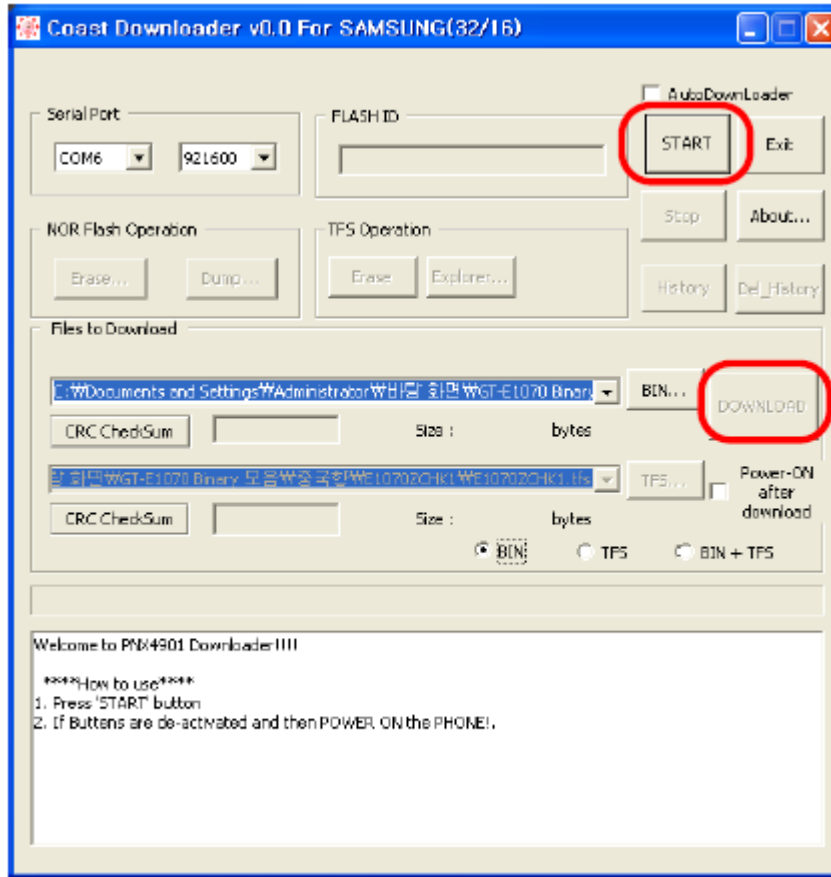 Coast Downloader v0.0 For SAMSUNG(32/16)
AutoDownLoader
Serial Port
FLASH ID
START
Exit
COM6
921600
Stop
About...
NOR Flash Operation
TFS Operation
Erase...
Dump...
Erase
Explorer...
History
Del_History
Files to Download
C:₩Documents and Settings₩Administrator₩바탕 화면₩GT-E1070 Binary
BIN...
DOWNLOAD
CRC CheckSum
Size :
bytes
화면₩GT-E1070 Binary 모음₩중국향₩E1070ZCHK1₩E1070ZCHK1.tfs
TFS...
Power-ON
after
download
CRC CheckSum
Size :
bytes
BIN
TFS
BIN + TFS
Welcome to PNX4901 Downloader!!!!
****How to use****
1. Press 'START' button
2. If Buttens are de-activated and then POWER ON the PHONE!.